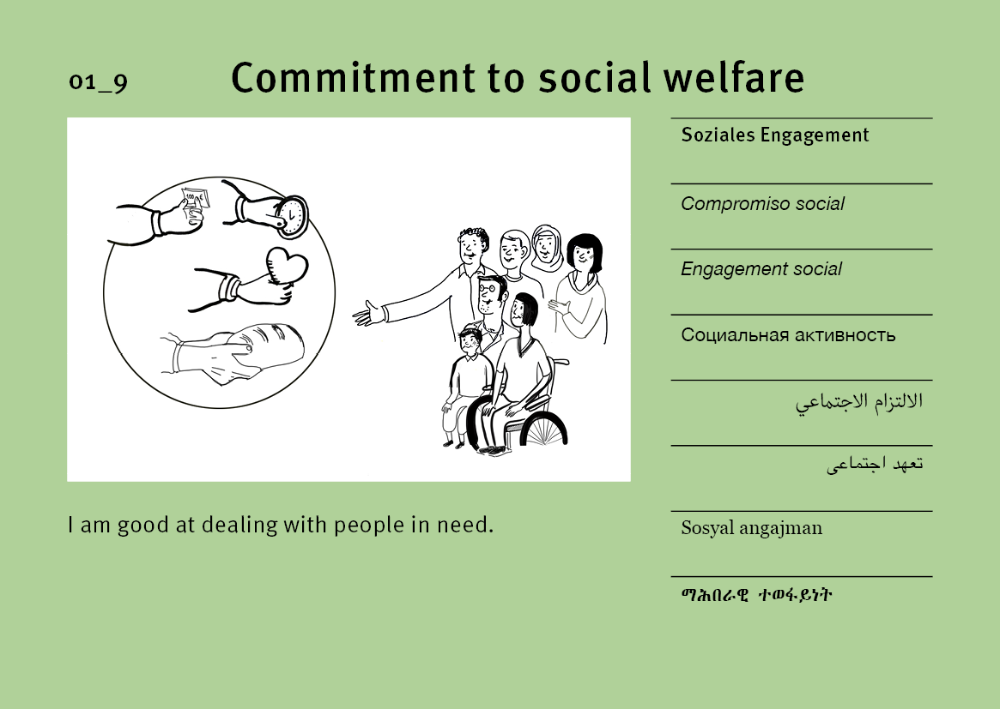 01_9
Commitment to social welfare
Soziales Engagement
Compromiso social
Engagement social
Социальная активность
الالتزام الاجتماعي
تعهد اجتماعی
Sosyal angajman
ማሕበራዊ ተወፋይነት
100 €
I am good at dealing with people in need.